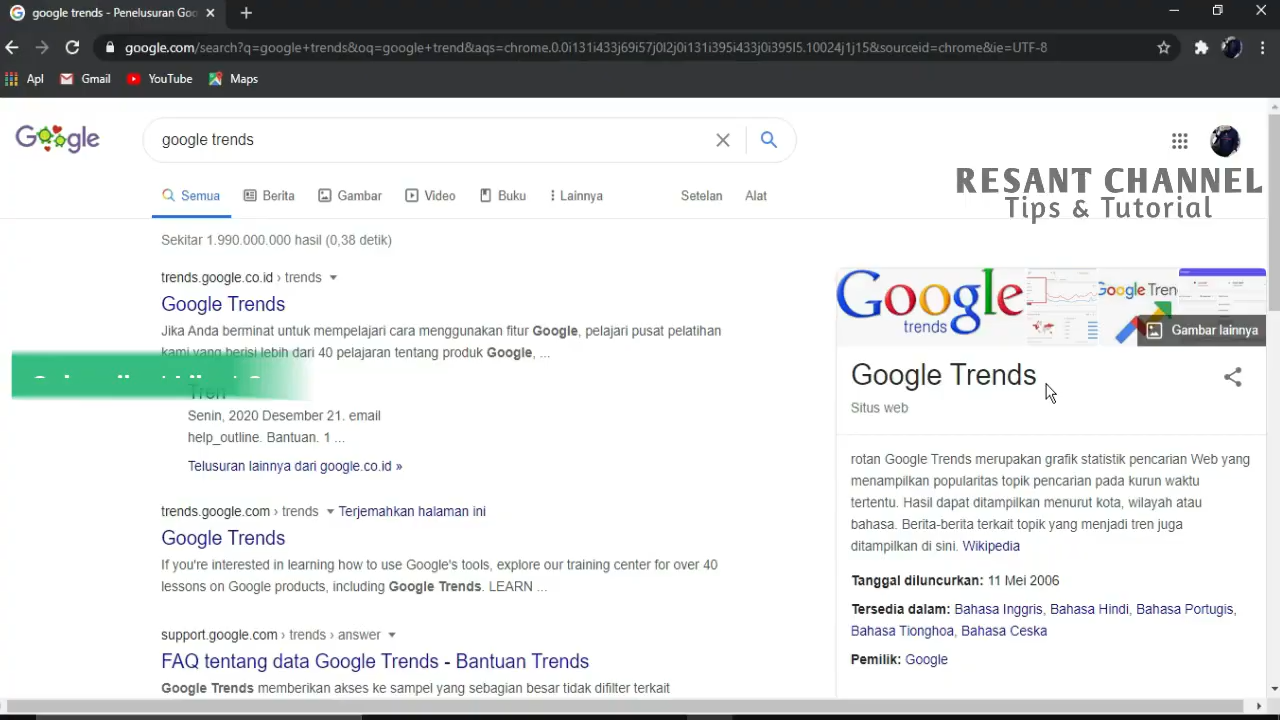 google trends - Penelusuran Goo
google.com/search?q=google+trends&oq=google+trend&aqs=chrome.0.0i131i433j69i57j0l2j0i131i395i433j0i395l5.10024j1j15&sourceid=chrome&ie=UTF-8
Apl Gmail YouTube Maps
Google
google trends
RESANT CHANNEL
Tips & Tutorial
Semua Berita Gambar Video Buku Lainnya Setelan Alat
Sekitar 1.990.000.000 hasil (0,38 detik)
trends.google.co.id › trends
Google Trends
Jika Anda berminat untuk mempelajari cara menggunakan fitur Google, pelajari pusat pelatihan
kami yang berisi lebih dari 40 pelajaran tentang produk Google, ...
Tren
Senin, 2020 Desember 21. email
help_outline. Bantuan. 1 ...
Telusuran lainnya dari google.co.id »
trends.google.com › trends Terjemahkan halaman ini
Google Trends
If you're interested in learning how to use Google's tools, explore our training center for over 40
lessons on Google products, including Google Trends. LEARN ...
support.google.com › trends › answer
FAQ tentang data Google Trends - Bantuan Trends
Google Trends memberikan akses ke sampel yang sebagian besar tidak difilter terkait
Google
trends
Google Tren
Gambar lainnya
Google Trends
Situs web
rotan Google Trends merupakan grafik statistik pencarian Web yang
menampilkan popularitas topik pencarian pada kurun waktu
tertentu. Hasil dapat ditampilkan menurut kota, wilayah atau
bahasa. Berita-berita terkait topik yang menjadi tren juga
ditampilkan di sini. Wikipedia
Tanggal diluncurkan: 11 Mei 2006
Tersedia dalam: Bahasa Inggris, Bahasa Hindi, Bahasa Portugis,
Bahasa Tionghoa, Bahasa Ceska
Pemilik: Google